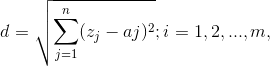 d = \sqrt{\sum_{j=1}^{n} (z_j - aj)^2}; i = 1, 2, ..., m,